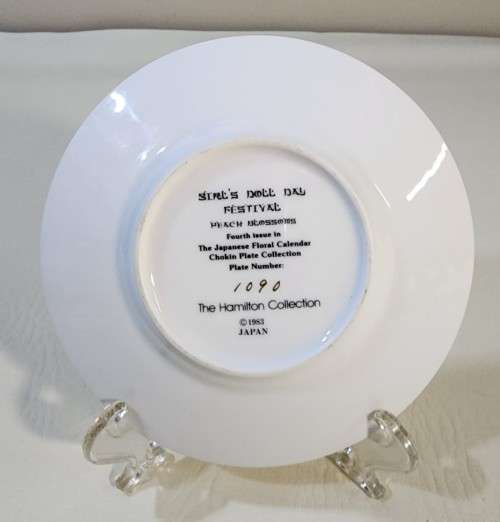 GIRL'S DOLL DAY
FESTIVAL
PEACH BLOSSOMS
Fourth issue in
The Japanese Floral Calendar
Chokin Plate Collection
Plate Number:
1090
The Hamilton Collection
©1983
JAPAN